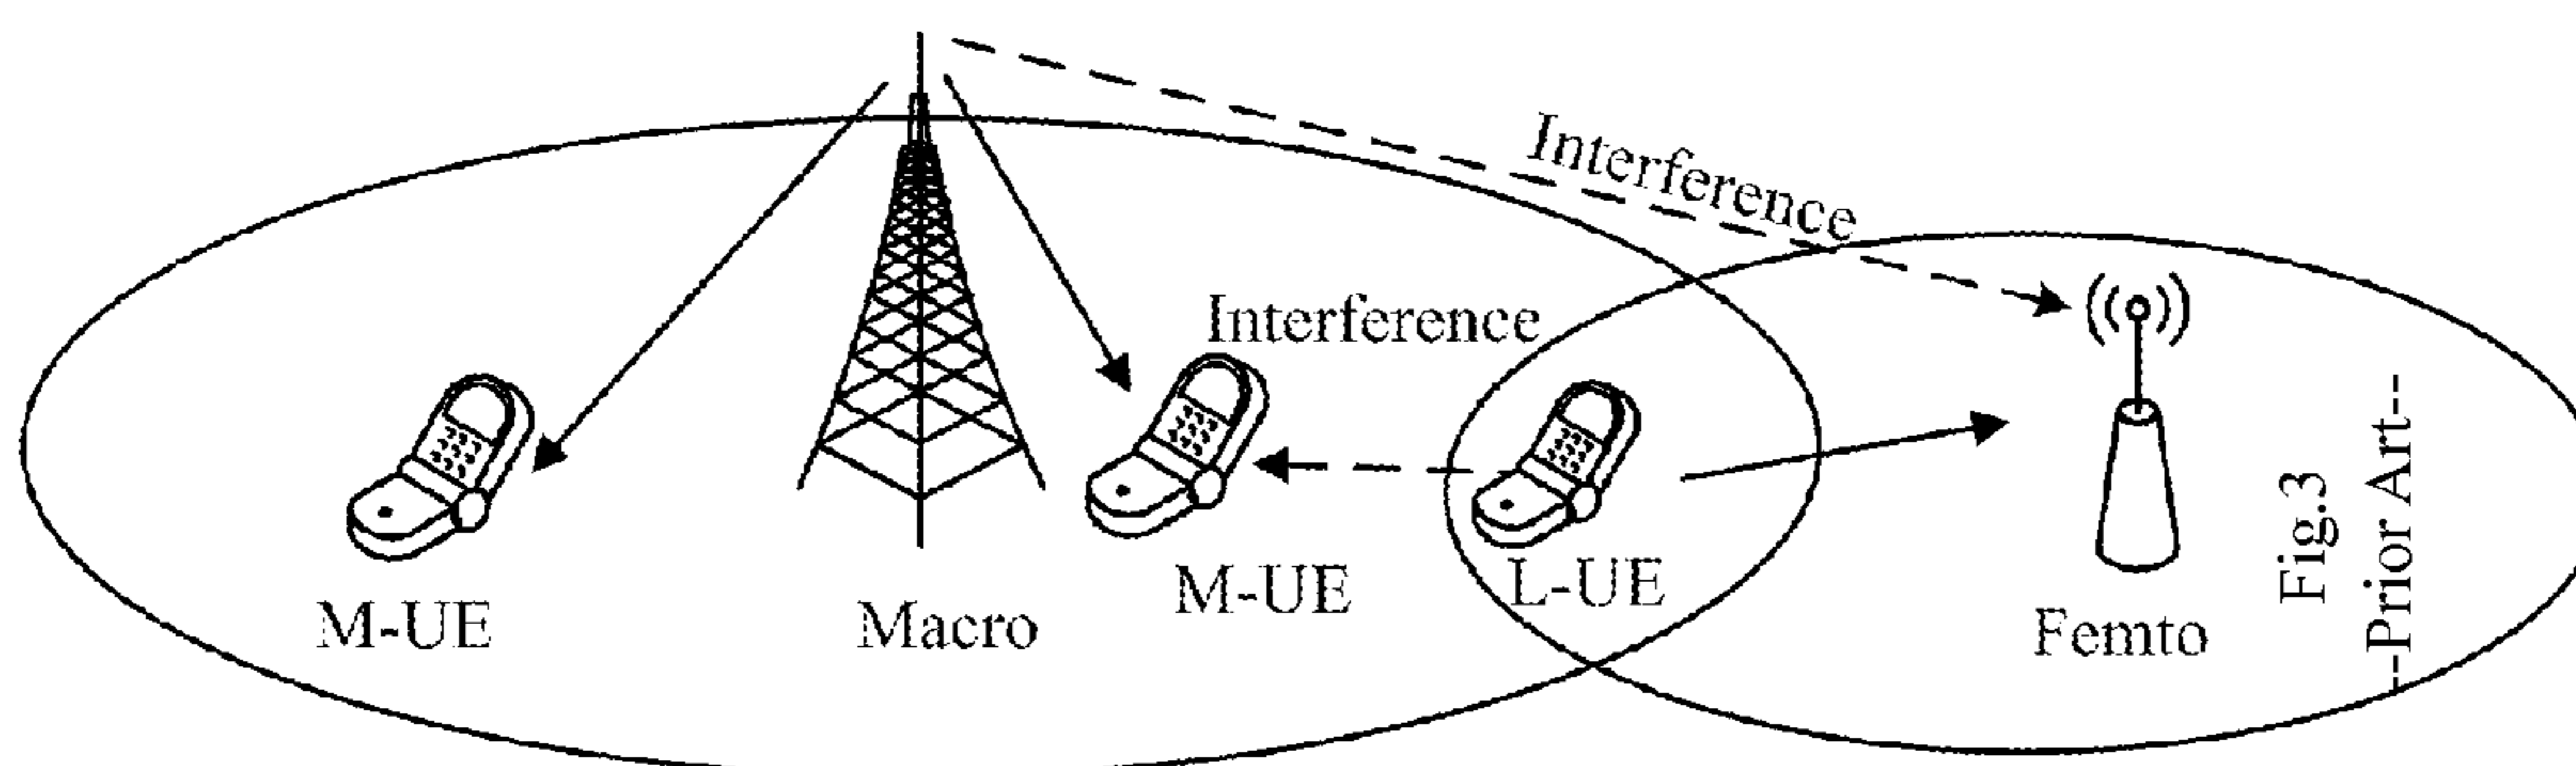 Interference
Interference
M-UE
Macro
M-UE
L-UE
Femto
Fig.3
--Prior Art--